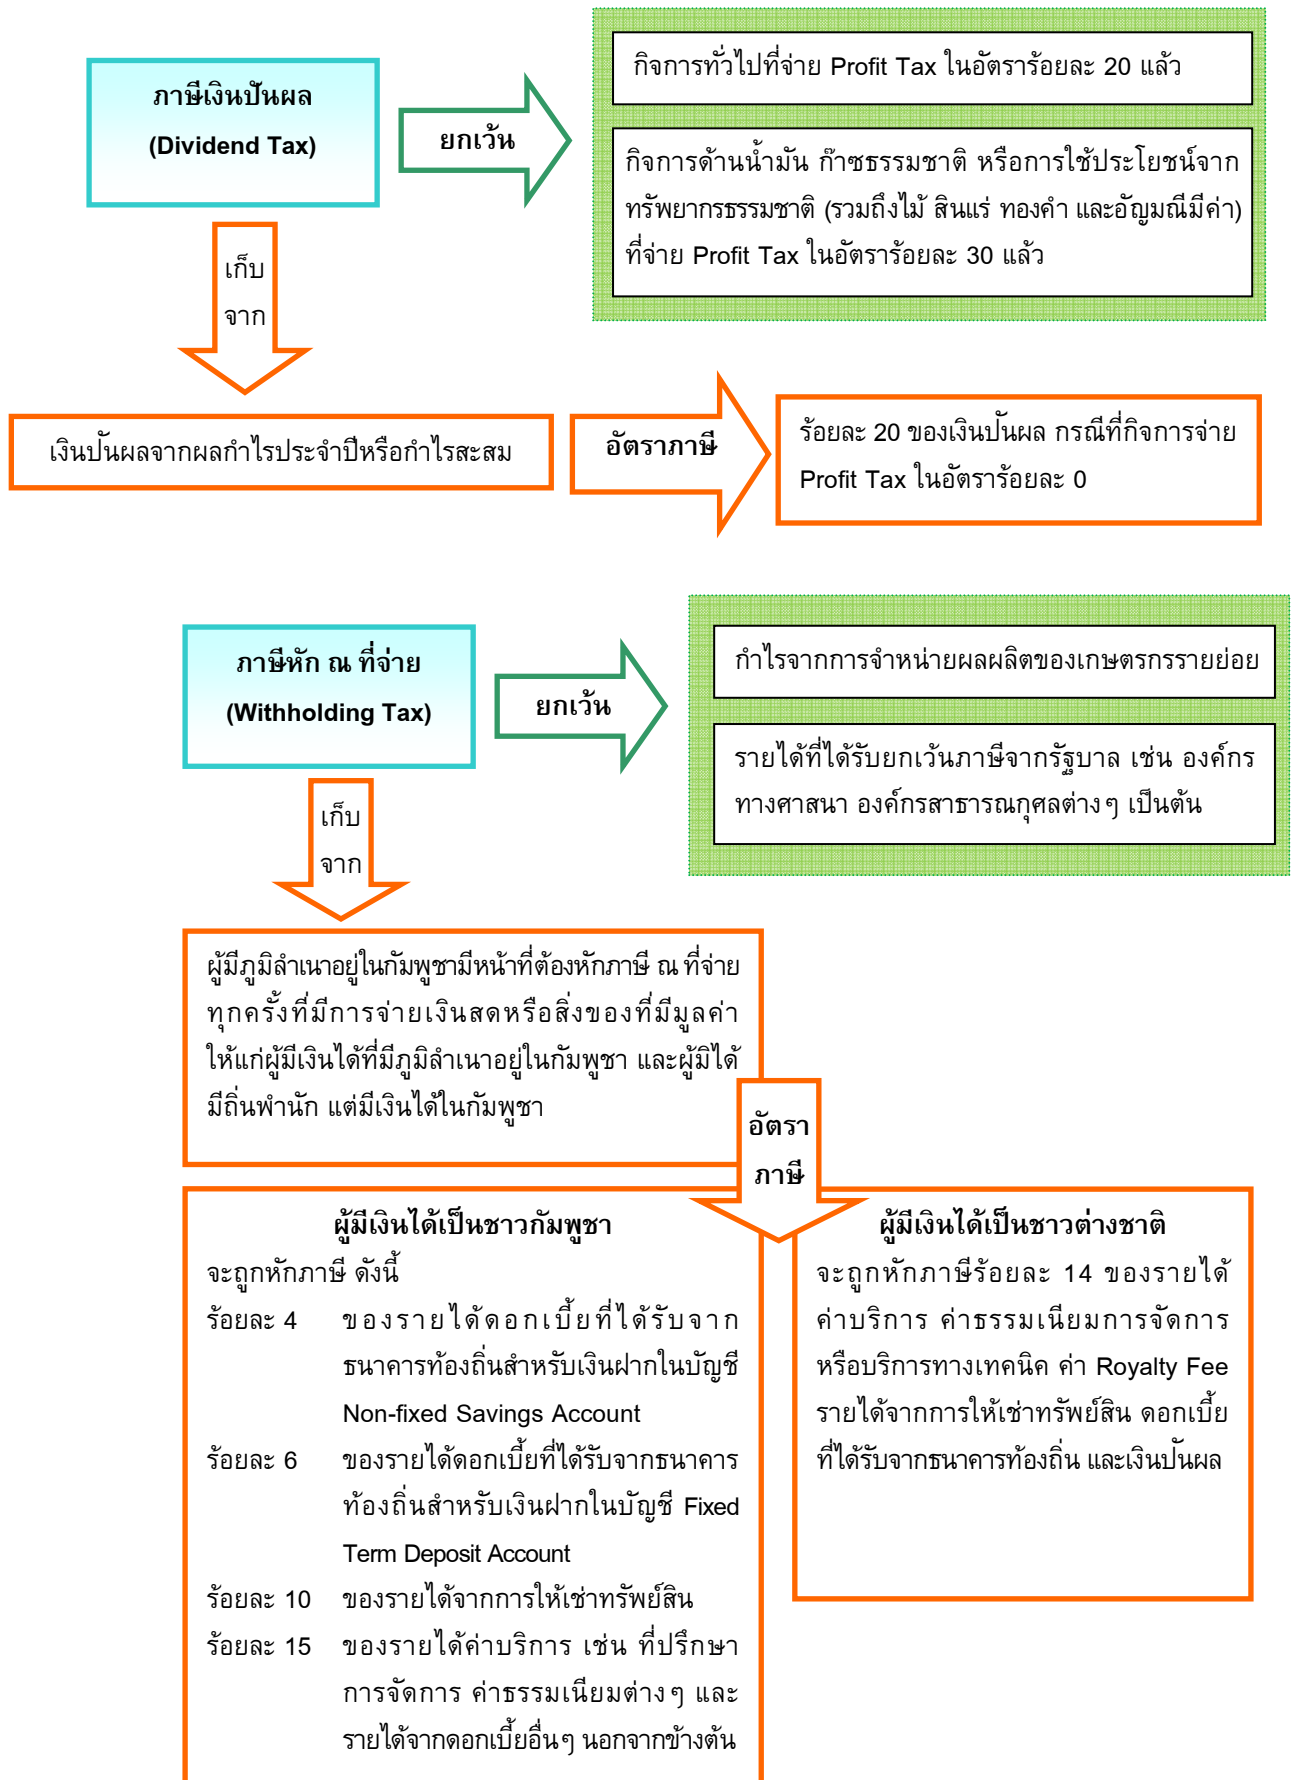 ภาษีเงินปันผล
(Dividend Tax)
ยกเว้น
กิจการทั่วไปที่จ่าย Profit Tax ในอัตราร้อยละ 20 แล้ว
กิจการด้านน้ำมัน ก๊าซธรรมชาติ หรือการใช้ประโยชน์จาก
ทรัพยากรธรรมชาติ (รวมถึงไม้ สินแร่ ทองคำ และอัญมณีมีค่า)
ที่จ่าย Profit Tax ในอัตราร้อยละ 30 แล้ว
เก็บ
จาก
เงินปันผลจากผลกำไรประจำปีหรือกำไรสะสม
อัตราภาษี
ร้อยละ 20 ของเงินปันผล กรณีที่กิจการจ่าย
Profit Tax ในอัตราร้อยละ 0
ภาษีหัก ณ ที่จ่าย
(Withholding Tax)
ยกเว้น
กำไรจากการจำหน่ายผลผลิตของเกษตรกรรายย่อย
รายได้ที่ได้รับยกเว้นภาษีจากรัฐบาล เช่น องค์กร
ทางศาสนา องค์กรสาธารณกุศลต่างๆ เป็นต้น
เก็บ
จาก
ผู้มีภูมิลำเนาอยู่ในกัมพูชามีหน้าที่ต้องหักภาษี ณ ที่จ่าย
ทุกครั้งที่มีการจ่ายเงินสดหรือสิ่งของที่มีมูลค่า
ให้แก่ผู้มีเงินได้ที่มีภูมิลำเนาอยู่ในกัมพูชา และผู้มิได้
มีถิ่นพำนัก แต่มีเงินได้ในกัมพูชา
อัตรา
ภาษี
ผู้มีเงินได้เป็นชาวกัมพูชา
จะถูกหักภาษี ดังนี้
ร้อยละ 4 ของรายได้ดอกเบี้ยที่ได้รับจาก
ธนาคารท้องถิ่นสำหรับเงินฝากในบัญชี
Non-fixed Savings Account
ร้อยละ 6 ของรายได้ดอกเบี้ยที่ได้รับจากธนาคาร
ท้องถิ่นสำหรับเงินฝากในบัญชี Fixed
Term Deposit Account
ร้อยละ 10 ของรายได้จากการให้เช่าทรัพย์สิน
ร้อยละ 15 ของรายได้ค่าบริการ เช่น ที่ปรึกษา
การจัดการ ค่าธรรมเนียมต่างๆ และ
รายได้จากดอกเบี้ยอื่นๆ นอกจากข้างต้น
ผู้มีเงินได้เป็นชาวต่างชาติ
จะถูกหักภาษีร้อยละ 14 ของรายได้
ค่าบริการ ค่าธรรมเนียมการจัดการ
หรือบริการทางเทคนิค ค่า Royalty Fee
รายได้จากการให้เช่าทรัพย์สิน ดอกเบี้ย
ที่ได้รับจากธนาคารท้องถิ่น และเงินปันผล